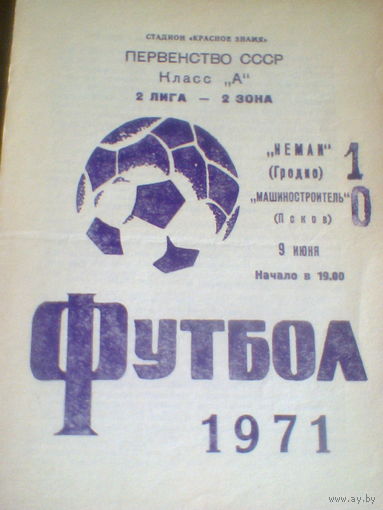 СТАДИОН «КРАСНОЕ ЗНАМЯ»
ПЕРВЕНСТВО СССР
Класс „А"
2 ЛИГА — 2 ЗОНА
„НЕМАН" 1
(Гродно)
„МАШИНОСТРОИТЕЛЬ" 0
(Псков)
9 ИЮНЯ
Начало в 19.00
ФУТБОЛ
1971
www.ay.by